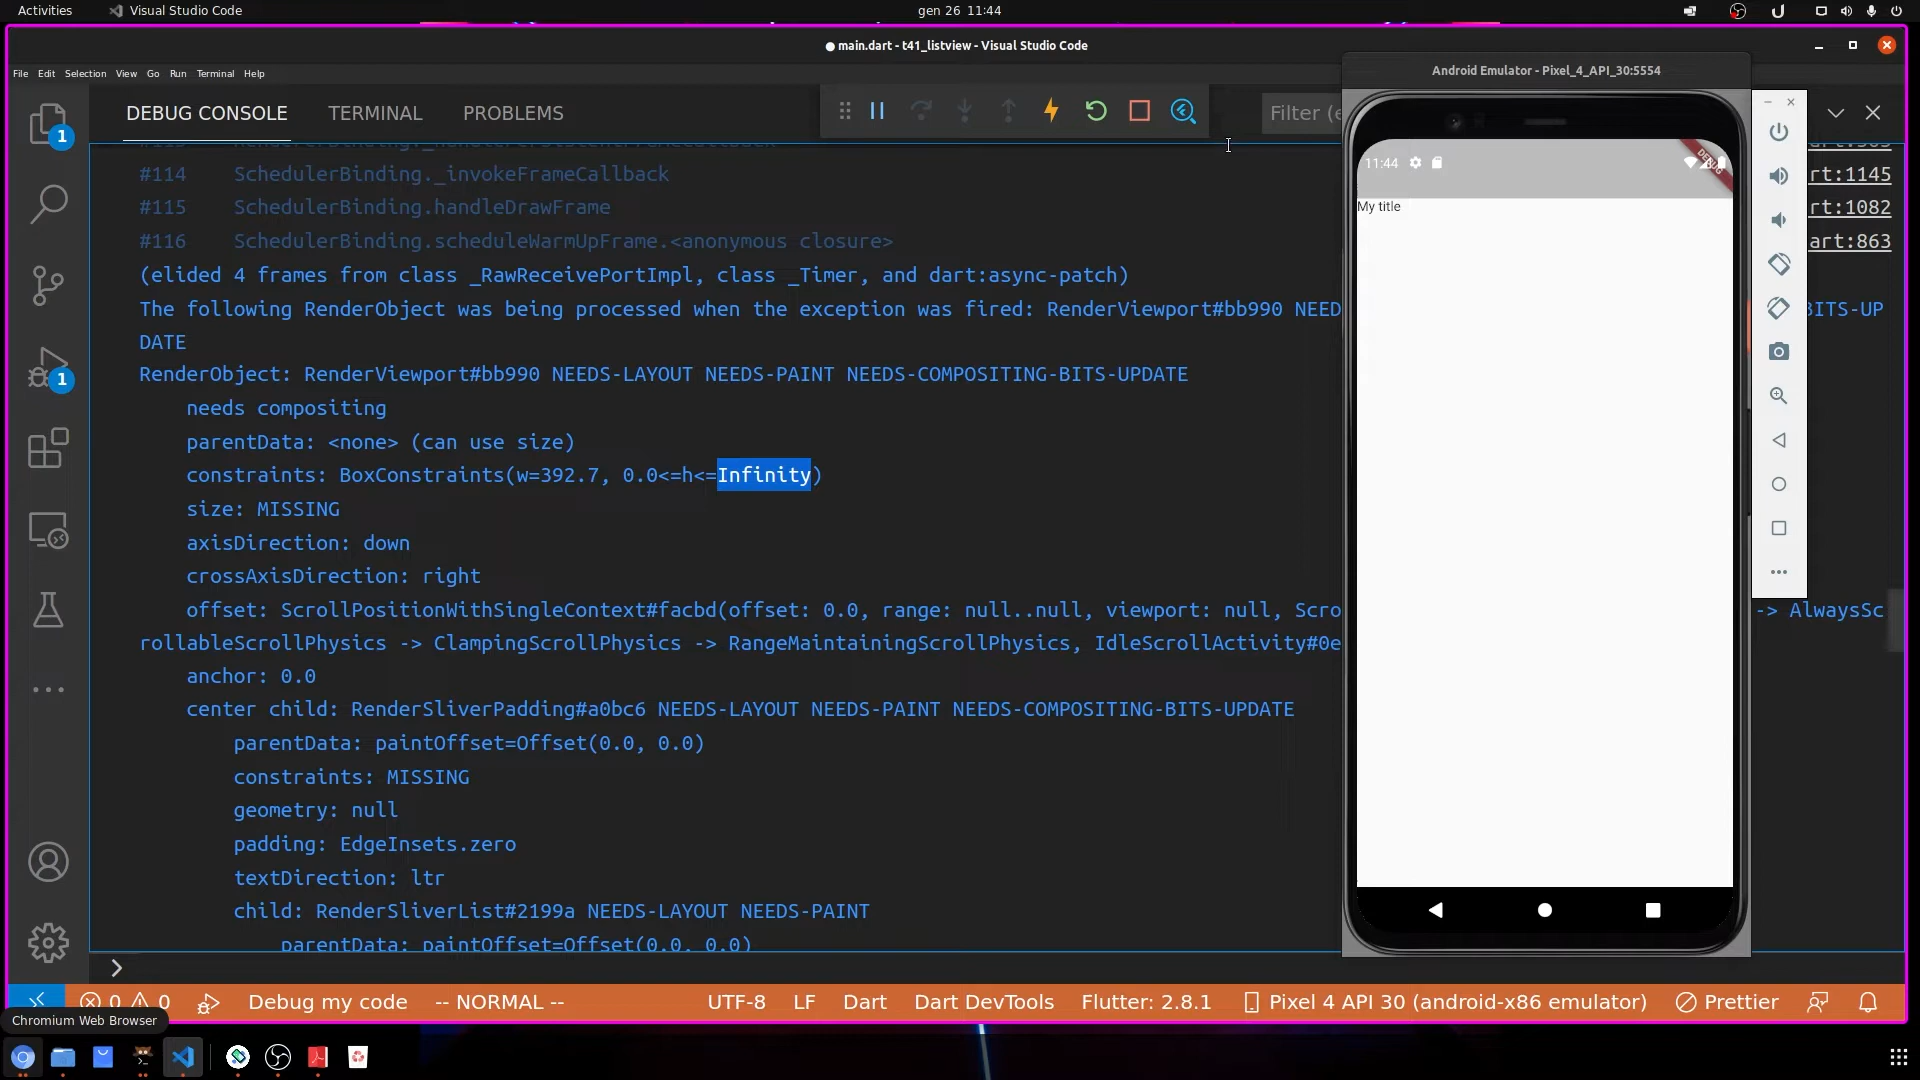 Activities
Visual Studio Code
gen 26 11:44
● main.dart - t41_listview - Visual Studio Code
File Edit Selection View Go Run Terminal Help
Android Emulator - Pixel_4_API_30:5554
DEBUG CONSOLE
TERMINAL
PROBLEMS
Filter (e
#114 SchedulerBinding._invokeFrameCallback
rt:1145
#115 SchedulerBinding.handleDrawFrame
rt:1082
#116 SchedulerBinding.scheduleWarmUpFrame.<anonymous closure>
art:863
(elided 4 frames from class _RawReceivePortImpl, class _Timer, and dart:async-patch)
The following RenderObject was being processed when the exception was fired: RenderViewport#bb990 NEED
BITS-UP
DATE
RenderObject: RenderViewport#bb990 NEEDS-LAYOUT NEEDS-PAINT NEEDS-COMPOSITING-BITS-UPDATE
needs compositing
parentData: <none> (can use size)
constraints: BoxConstraints(w=392.7, 0.0<=h<=Infinity)
size: MISSING
axisDirection: down
crossAxisDirection: right
offset: ScrollPositionWithSingleContext#facbd(offset: 0.0, range: null..null, viewport: null, Scro
-> AlwaysSc
rollableScrollPhysics -> ClampingScrollPhysics -> RangeMaintainingScrollPhysics, IdleScrollActivity#0e
anchor: 0.0
center child: RenderSliverPadding#a0bc6 NEEDS-LAYOUT NEEDS-PAINT NEEDS-COMPOSITING-BITS-UPDATE
parentData: paintOffset=Offset(0.0, 0.0)
constraints: MISSING
geometry: null
padding: EdgeInsets.zero
textDirection: ltr
child: RenderSliverList#2199a NEEDS-LAYOUT NEEDS-PAINT
parentData: paintOffset=Offset(0.0, 0.0)
11:44
DEBUG
My title
1
1
0 0
Debug my code
-- NORMAL --
UTF-8
LF
Dart
Dart DevTools
Flutter: 2.8.1
Pixel 4 API 30 (android-x86 emulator)
Prettier
Chromium Web Browser